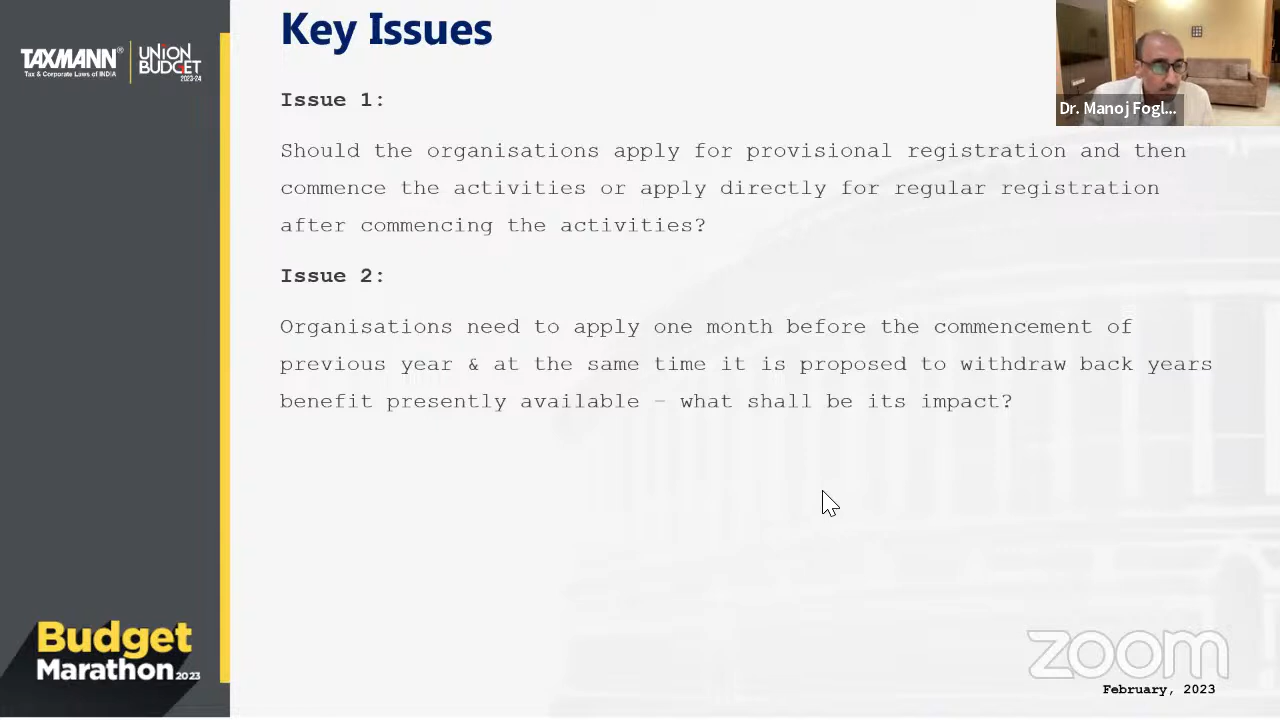 Key Issues
TAXMANN®
Tax & Corporate Laws of INDIA
UNION
BUDGET
2023-24
Dr. Manoj Fogl...
Issue 1:
Should the organisations apply for provisional registration and then
commence the activities or apply directly for regular registration
after commencing the activities?
Issue 2:
Organisations need to apply one month before the commencement of
previous year & at the same time it is proposed to withdraw back years
benefit presently available – what shall be its impact?
Budget
Marathon 2023
zoom
February, 2023